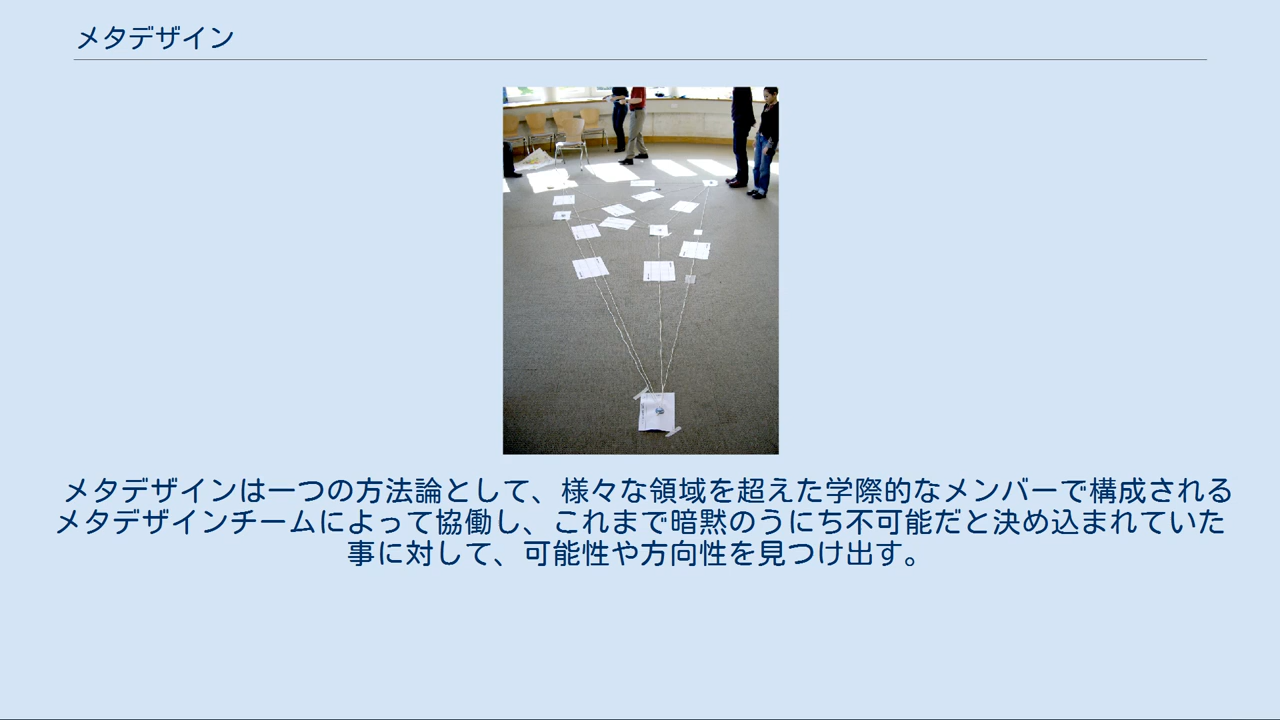 メタデザイン
メタデザインは一つの方法論として、様々な領域を超えた学際的なメンバーで構成される
メタデザインチームによって協働し、これまで暗黙のうにち不可能だと決め込まれていた
事に対して、可能性や方向性を見つけ出す。